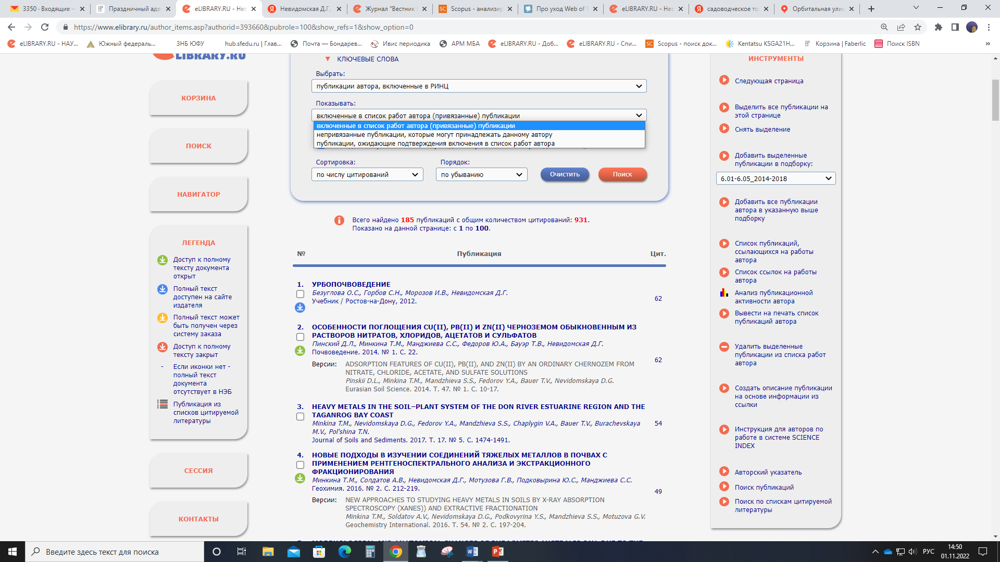 3350 · Входящие —
Праздничный адв
eLIBRARY.RU - Нев
Невидомская Д.Г.
Журнал "Вестник
Scopus - анализир
Про уход Web of S
eLIBRARY.RU - Нев
садоводческое то
Орбитальная ули
https://www.elibrary.ru/author_items.asp?authorid=393660&pubrole=100&show_refs=1&show_option=0
eLIBRARY.RU - НАУ...
Южный федераль...
ЗНБ ЮФУ
hub.sfedu.ru | Глав...
Почта — Бондарев...
Ивис периодика
АРМ МБА
eLIBRARY.RU - Доб...
eLIBRARY.RU - Спи...
Scopus - поиск док...
Kentatsu KSGA21H...
Корзина | Faberlic
Поиск ISBN
»
eLIBRARY.RU
КОРЗИНА
ПОИСК
НАВИГАТОР
ЛЕГЕНДА
Доступ к полному
тексту документа
открыт
Полный текст
доступен на сайте
издателя
Полный текст может
быть получен через
систему заказа
Доступ к полному
тексту закрыт
- Если иконки нет -
полный текст
документа
отсутствует в НЭБ
Публикация из
списков цитируемой
литературы
СЕССИЯ
КОНТАКТЫ
КЛЮЧЕВЫЕ СЛОВА
Выбрать:
публикации автора, включенные в РИНЦ
Показывать:
включенные в список работ автора (привязанные) публикации
включенные в список работ автора (привязанные) публикации
непривязанные публикации, которые могут принадлежать данному автору
публикации, ожидающие подтверждения включения в список работ автора
Сортировка:
Порядок:
по числу цитирований
по убыванию
Очистить
Поиск
Всего найдено 185 публикаций с общим количеством цитирований: 931.
Показано на данной странице: с 1 по 100.
№ Публикация Цит.
1. УРБОПОЧВОВЕДЕНИЕ
Безуглова О.С., Горбов С.Н., Морозов И.В., Невидомская Д.Г.
Учебник / Ростов-на-Дону, 2012.
62
2. ОСОБЕННОСТИ ПОГЛОЩЕНИЯ CU(II), PB(II) И ZN(II) ЧЕРНОЗЕМОМ ОБЫКНОВЕННЫМ ИЗ
РАСТВОРОВ НИТРАТОВ, ХЛОРИДОВ, АЦЕТАТОВ И СУЛЬФАТОВ
Пинский Д.Л., Минкина Т.М., Манджиева С.С., Федоров Ю.А., Бауэр Т.В., Невидомская Д.Г.
Почвоведение. 2014. № 1. С. 22.
62
Версии: ADSORPTION FEATURES OF CU(II), PB(II), AND ZN(II) BY AN ORDINARY CHERNOZEM FROM
NITRATE, CHLORIDE, ACETATE, AND SULFATE SOLUTIONS
Pinskii D.L., Minkina T.M., Mandzhieva S.S., Fedorov Y.A., Bauer T.V., Nevidomskaya D.G.
Eurasian Soil Science. 2014. Т. 47. № 1. С. 10-17.
3. HEAVY METALS IN THE SOIL–PLANT SYSTEM OF THE DON RIVER ESTUARINE REGION AND THE
TAGANROG BAY COAST
Minkina T.M., Nevidomskaya D.G., Fedorov Y.A., Mandzhieva S.S., Chaplygin V.A., Bauer T.V., Burachevskaya
M.V., Pol'shina T.N.
Journal of Soils and Sediments. 2017. Т. 17. № 5. С. 1474-1491.
54
4. НОВЫЕ ПОДХОДЫ В ИЗУЧЕНИИ СОЕДИНЕНИЙ ТЯЖЕЛЫХ МЕТАЛЛОВ В ПОЧВАХ С
ПРИМЕНЕНИЕМ РЕНТГЕНОСПЕКТРАЛЬНОГО АНАЛИЗА И ЭКСТРАКЦИОННОГО
ФРАКЦИОНИРОВАНИЯ
Минкина Т.М., Солдатов А.В., Невидомская Д.Г., Мотузова Г.В., Подковырина Ю.С., Манджиева С.С.
Геохимия. 2016. № 2. С. 212-219.
49
Версии: NEW APPROACHES TO STUDYING HEAVY METALS IN SOILS BY X-RAY ABSORPTION
SPECTROSCOPY (XANES)) AND EXTRACTIVE FRACTIONATION
Minkina T.M., Soldatov A.V., Nevidomskaya D.G., Podkovyrina Y.S., Mandzhieva S.S., Motuzova G.V.
Geochemistry International. 2016. Т. 54. № 2. С. 197-204.
ИНСТРУМЕНТЫ
Следующая страница
Выделить все публикации на
этой странице
Снять выделение
Добавить выделенные
публикации в подборку:
6.01-6.05_2014-2018
Добавить все публикации
автора в указанную выше
подборку
Список публикаций,
ссылающихся на работы
автора
Список ссылок на работы
автора
Анализ публикационной
активности автора
Вывести на печать список
публикаций автора
Удалить выделенные
публикации из списка работ
автора
Создать описание публикации
на основе информации из
ссылки
Инструкция для авторов по
работе в системе SCIENCE
INDEX
Авторский указатель
Поиск публикаций
Поиск по спискам цитируемой
литературы
Введите здесь текст для поиска
РУС
14:50
01.11.2022